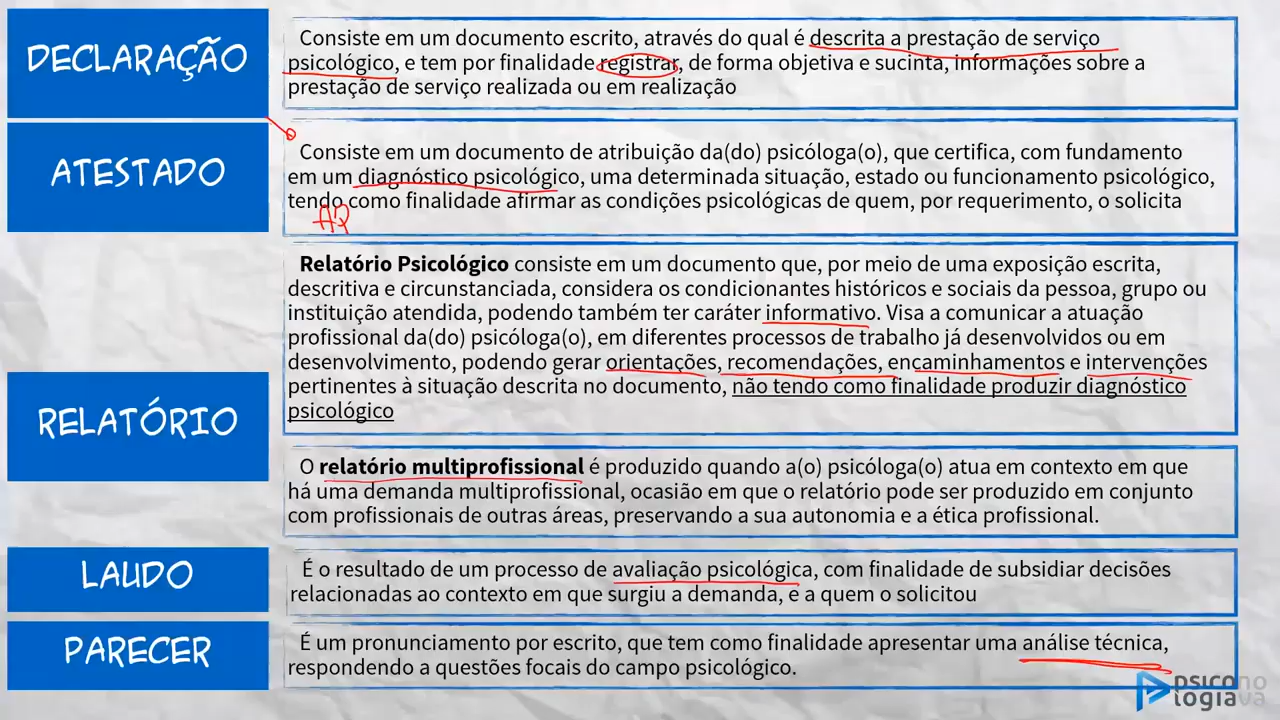 DECLARAÇÃO
Consiste em um documento escrito, através do qual é descrita a prestação de serviço
psicológico, e tem por finalidade registrar, de forma objetiva e sucinta, informações sobre a
prestação de serviço realizada ou em realização
ATESTADO
Consiste em um documento de atribuição da(do) psicóloga(o), que certifica, com fundamento
em um diagnóstico psicológico, uma determinada situação, estado ou funcionamento psicológico,
tendo como finalidade afirmar as condições psicológicas de quem, por requerimento, o solicita
AP
RELATÓRIO
Relatório Psicológico consiste em um documento que, por meio de uma exposição escrita,
descritiva e circunstanciada, considera os condicionantes históricos e sociais da pessoa, grupo ou
instituição atendida, podendo também ter caráter informativo. Visa a comunicar a atuação
profissional da(do) psicóloga(o), em diferentes processos de trabalho já desenvolvidos ou em
desenvolvimento, podendo gerar orientações, recomendações, encaminhamentos e intervenções
pertinentes à situação descrita no documento, não tendo como finalidade produzir diagnóstico
psicológico
O relatório multiprofissional é produzido quando a(o) psicóloga(o) atua em contexto em que
há uma demanda multiprofissional, ocasião em que o relatório pode ser produzido em conjunto
com profissionais de outras áreas, preservando a sua autonomia e a ética profissional.
LAUDO
É o resultado de um processo de avaliação psicológica, com finalidade de subsidiar decisões
relacionadas ao contexto em que surgiu a demanda, e a quem o solicitou
PARECER
É um pronunciamento por escrito, que tem como finalidade apresentar uma análise técnica,
respondendo a questões focais do campo psicológico.
psicono
logiava